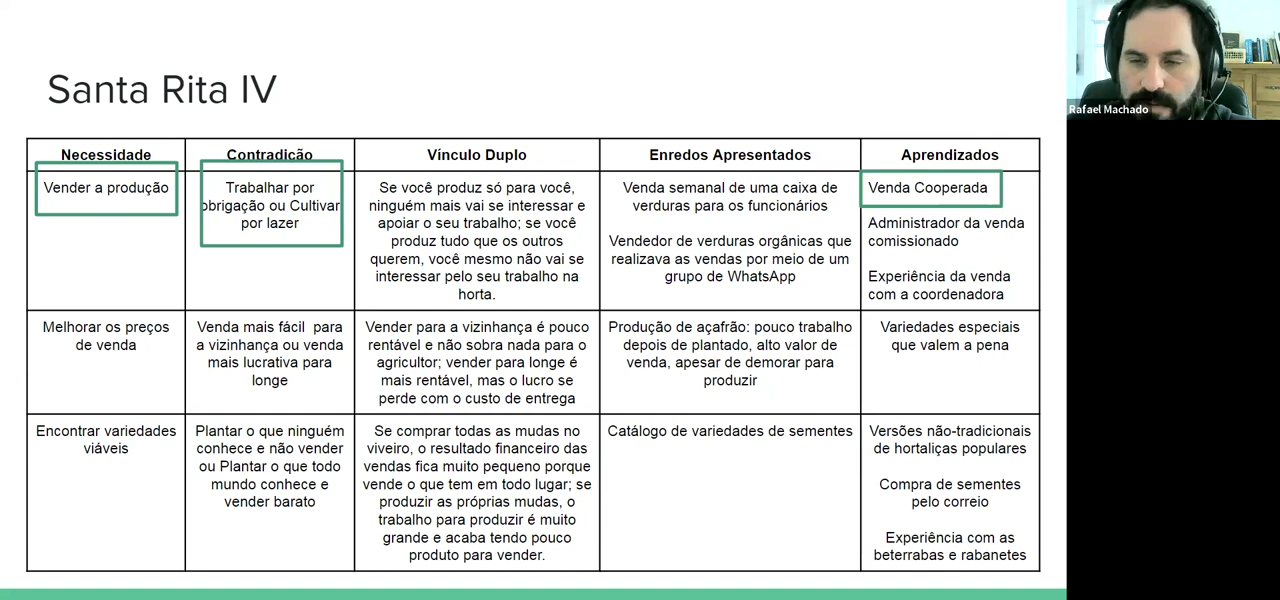 Santa Rita IV
Rafael Machado
Necessidade
Contradição
Vínculo Duplo
Enredos Apresentados
Aprendizados
Vender a produção
Trabalhar por
obrigação ou Cultivar
por lazer
Se você produz só para você,
ninguém mais vai se interessar e
apoiar o seu trabalho; se você
produz tudo que os outros
querem, você mesmo não vai se
interessar pelo seu trabalho na
horta.
Venda semanal de uma caixa de
verduras para os funcionários
Vendedor de verduras orgânicas que
realizava as vendas por meio de um
grupo de WhatsApp
Venda Cooperada
Administrador da venda
comissionado
Experiência da venda
com a coordenadora
Melhorar os preços
de venda
Venda mais fácil para
a vizinhança ou venda
mais lucrativa para
longe
Vender para a vizinhança é pouco
rentável e não sobra nada para o
agricultor; vender para longe é
mais rentável, mas o lucro se
perde com o custo de entrega
Produção de açafrão: pouco trabalho
depois de plantado, alto valor de
venda, apesar de demorar para
produzir
Variedades especiais
que valem a pena
Encontrar variedades
viáveis
Plantar o que ninguém
conhece e não vender
ou Plantar o que todo
mundo conhece e
vender barato
Se comprar todas as mudas no
viveiro, o resultado financeiro das
vendas fica muito pequeno porque
vende o que tem em todo lugar; se
produzir as próprias mudas, o
trabalho para produzir é muito
grande e acaba tendo pouco
produto para vender.
Catálogo de variedades de sementes
Versões não-tradicionais
de hortaliças populares
Compra de sementes
pelo correio
Experiência com as
beterrabas e rabanetes